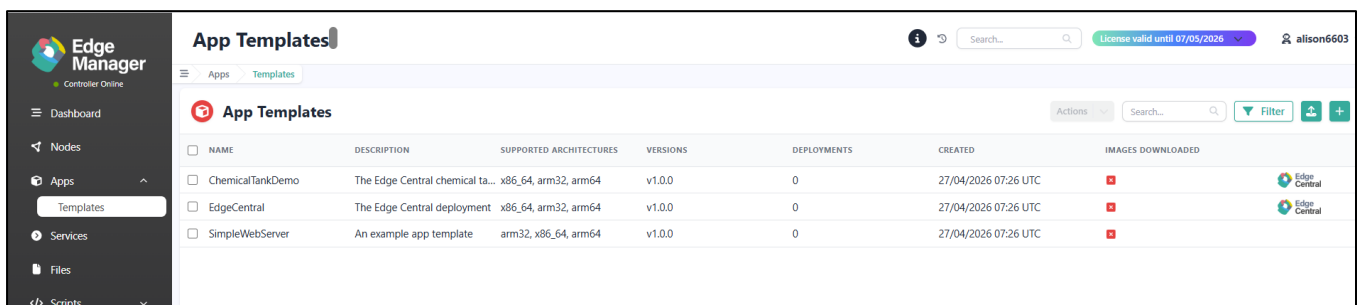 Edge
Manager
Controller Online
Dashboard
Nodes
Apps
Templates
Services
Files
Scripts
App Templates
Search...
License valid until 07/05/2026
alison6603
Apps
Templates
App Templates
Actions
Search...
Filter
NAME DESCRIPTION SUPPORTED ARCHITECTURES VERSIONS DEPLOYMENTS CREATED IMAGES DOWNLOADED
ChemicalTankDemo The Edge Central chemical ta... x86_64, arm32, arm64 v1.0.0 0 27/04/2026 07:26 UTC Edge Central
EdgeCentral The Edge Central deployment x86_64, arm32, arm64 v1.0.0 0 27/04/2026 07:26 UTC Edge Central
SimpleWebServer An example app template arm32, x86_64, arm64 v1.0.0 0 27/04/2026 07:26 UTC